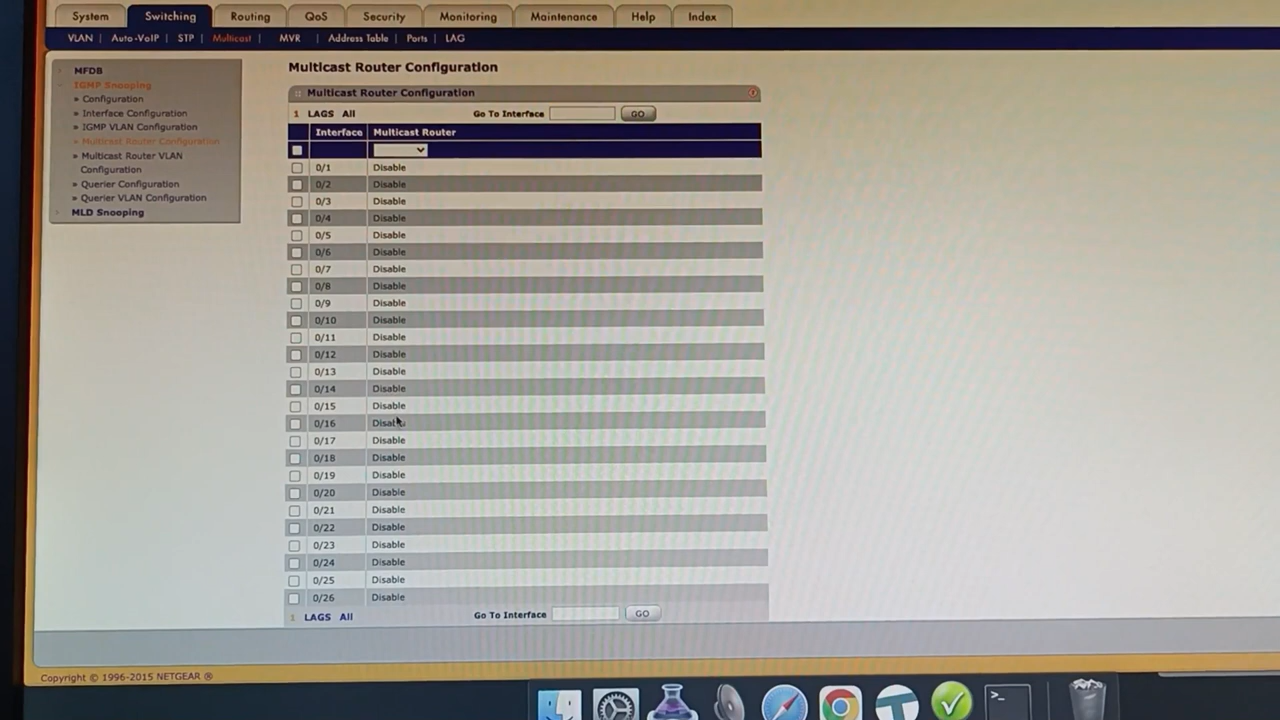 System Switching Routing QoS Security Monitoring Maintenance Help Index
VLAN | Auto-VoIP | STP | Multicast | MVR | Address Table | Ports | LAG
MFDB
IGMP Snooping
» Configuration
» Interface Configuration
» IGMP VLAN Configuration
» Multicast Router Configuration
» Multicast Router VLAN
Configuration
» Querier Configuration
» Querier VLAN Configuration
MLD Snooping
Multicast Router Configuration
Multicast Router Configuration
1 LAGS All Go To Interface GO
Interface Multicast Router
0/1 Disable
0/2 Disable
0/3 Disable
0/4 Disable
0/5 Disable
0/6 Disable
0/7 Disable
0/8 Disable
0/9 Disable
0/10 Disable
0/11 Disable
0/12 Disable
0/13 Disable
0/14 Disable
0/15 Disable
0/16 Disable
0/17 Disable
0/18 Disable
0/19 Disable
0/20 Disable
0/21 Disable
0/22 Disable
0/23 Disable
0/24 Disable
0/25 Disable
0/26 Disable
1 LAGS All Go To Interface GO
Copyright © 1996-2015 NETGEAR ®